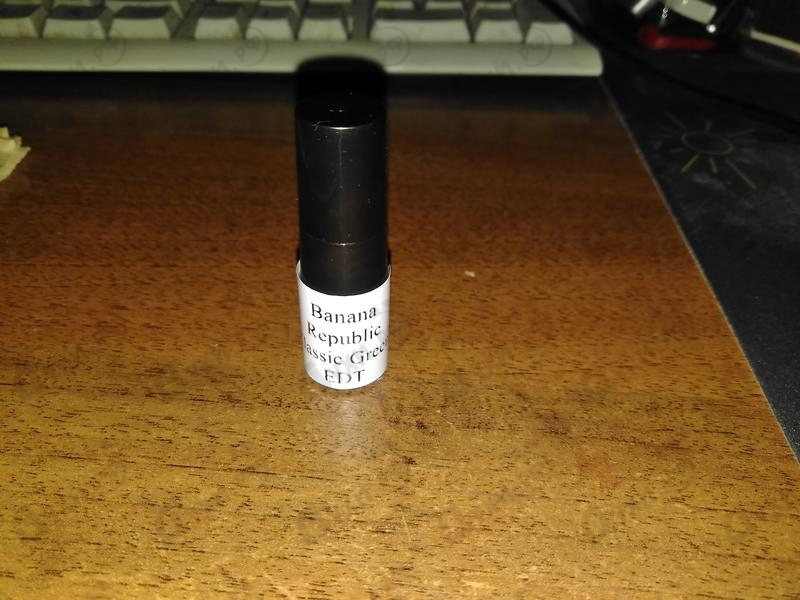 Banana
Republic
lassic Gree
EDT